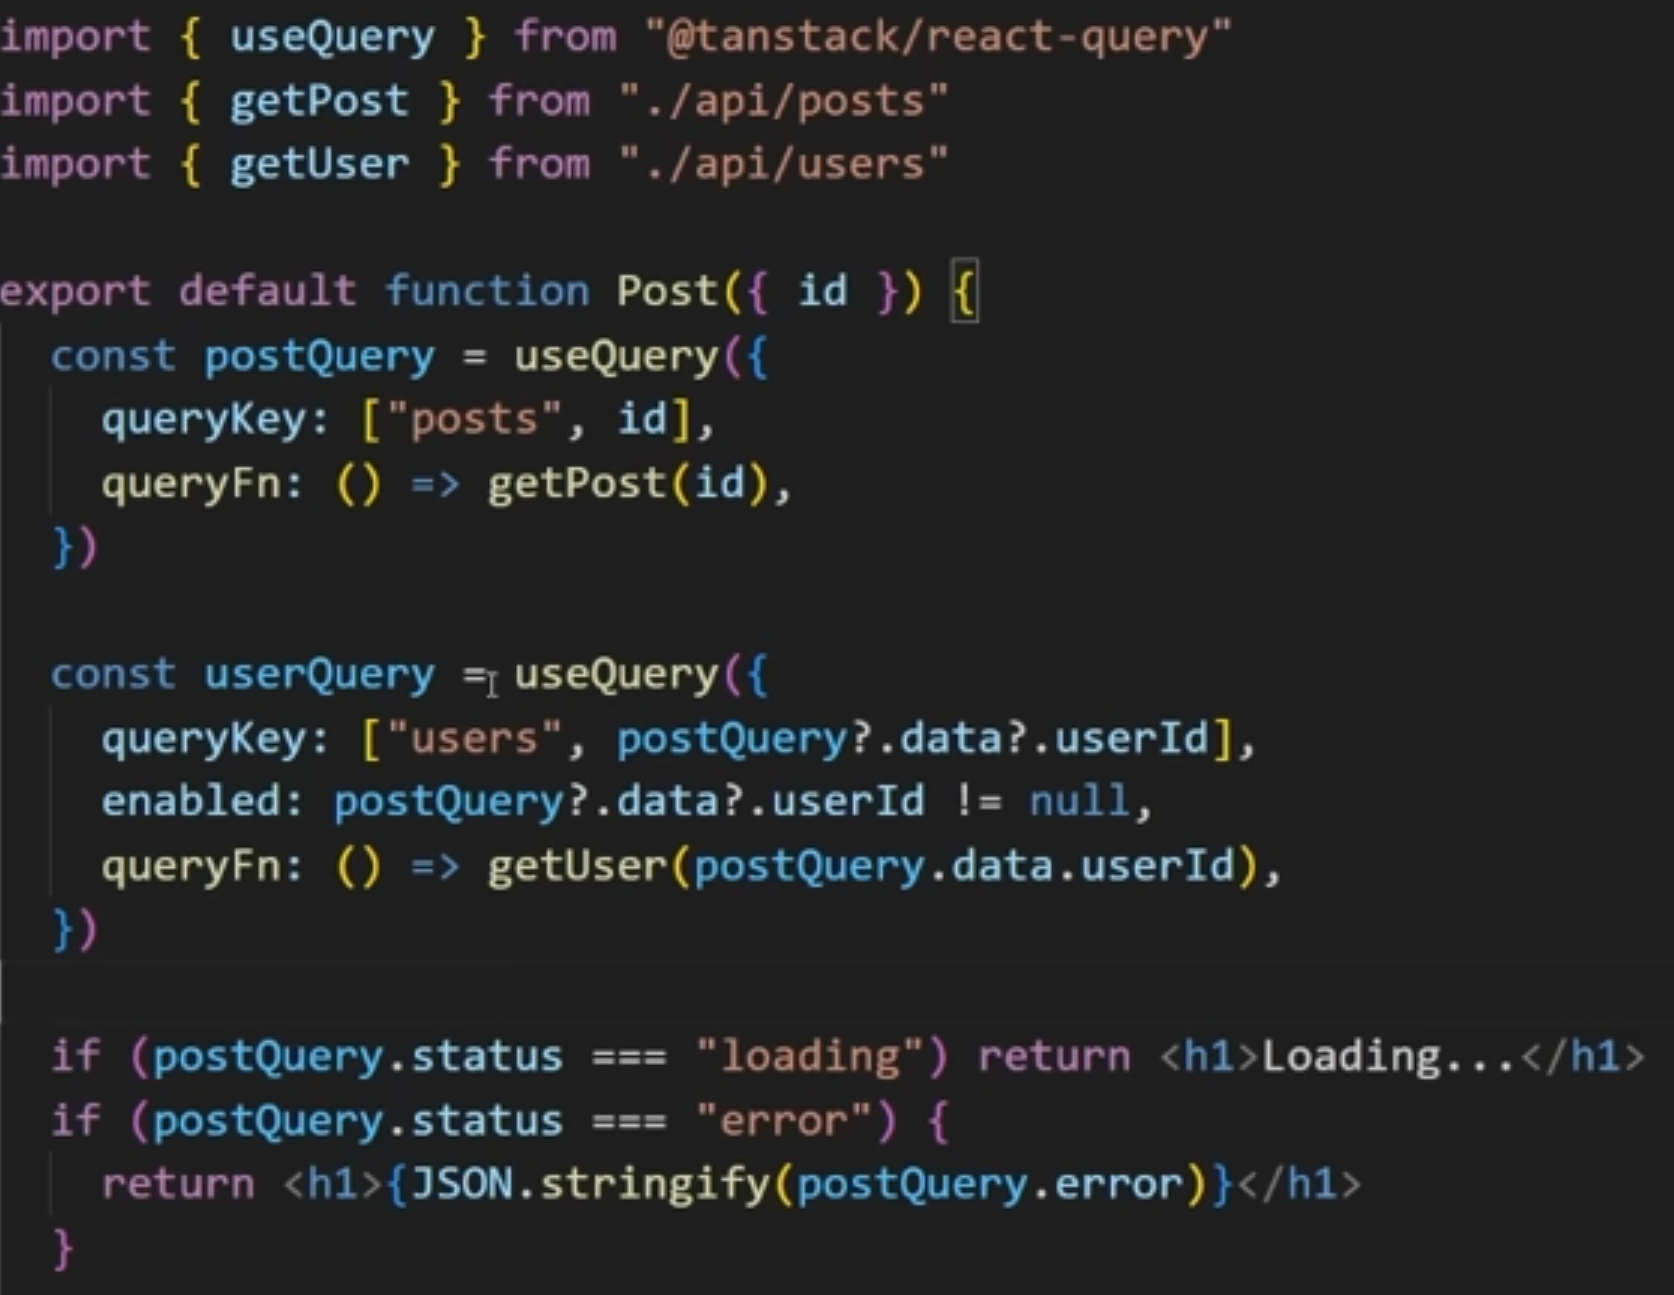 import { useQuery } from "@tanstack/react-query"
import { getPost } from "./api/posts"
import { getUser } from "./api/users"
export default function Post({ id }) {
const postQuery = useQuery({
queryKey: ["posts", id],
queryFn: () => getPost(id),
})
const userQuery = useQuery({
queryKey: ["users", postQuery?.data?.userId],
enabled: postQuery?.data?.userId != null,
queryFn: () => getUser(postQuery.data.userId),
})
if (postQuery.status === "loading") return <h1>Loading...</h1>
if (postQuery.status === "error") {
return <h1>{JSON.stringify(postQuery.error)}</h1>
}